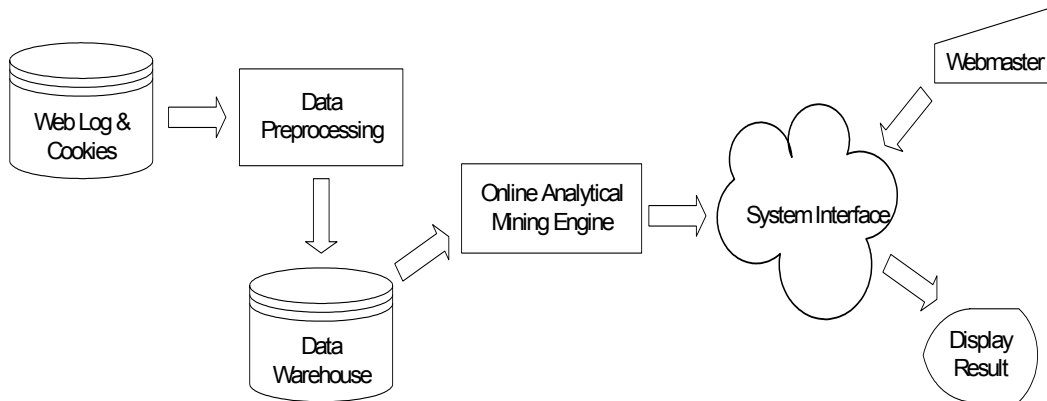 Web Log &
Cookies
Data
Preprocessing
Data
Warehouse
Online Analytical
Mining Engine
System Interface
Webmaster
Display
Result